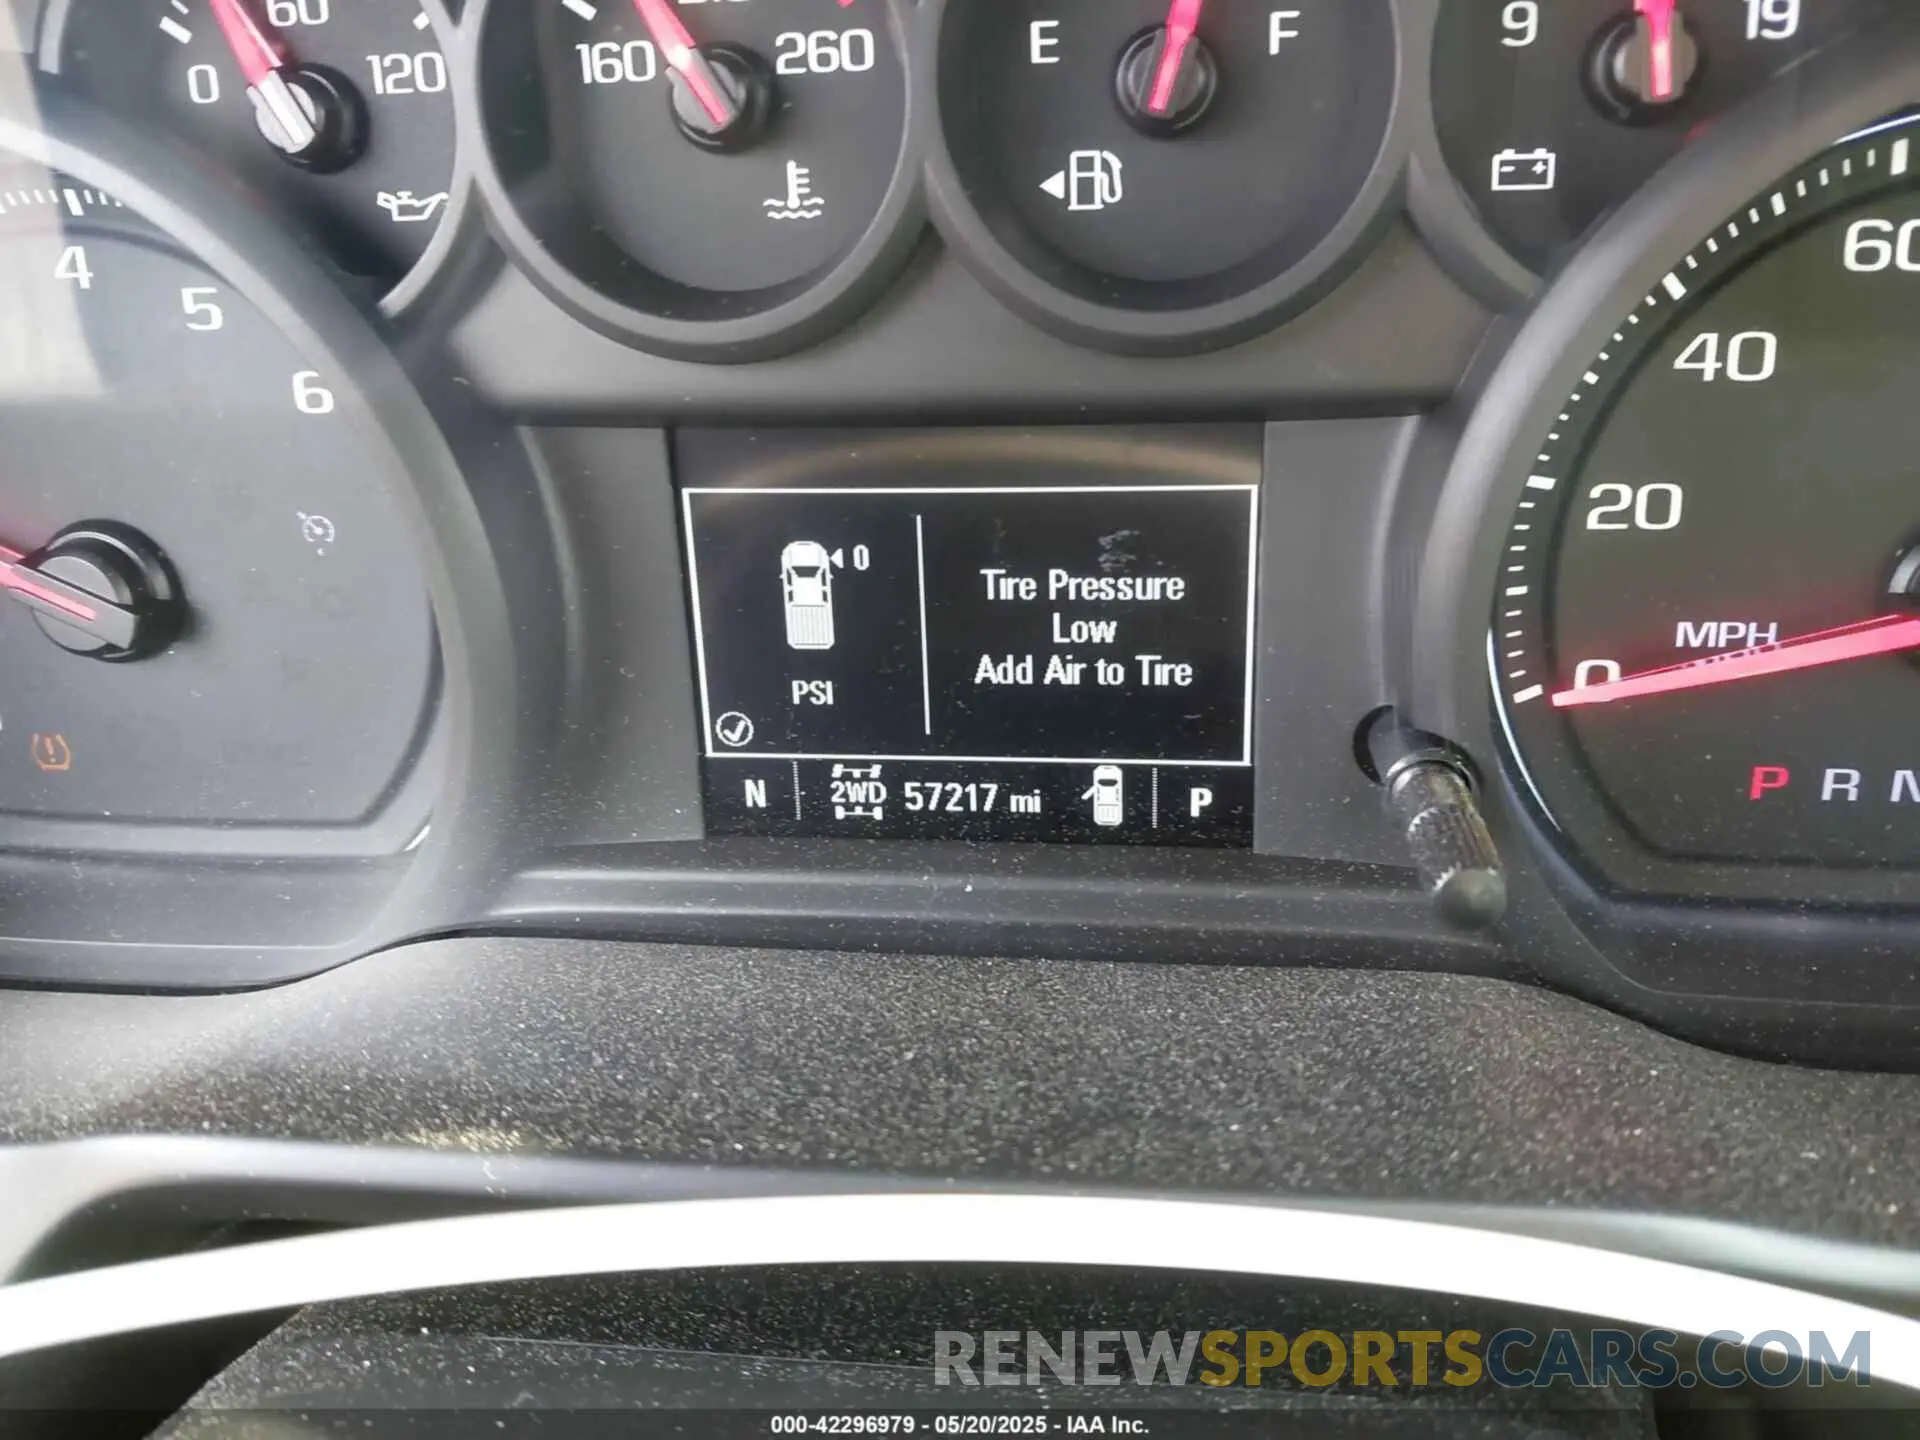 0 60 120
160 260
E F
9 19
4 5 6
60
40
20
0
MPH
0
PSI
Tire Pressure
Low
Add Air to Tire
N 2WD 57217 mi P
P R
RENEWSPORTSCARS.COM
000-42296979 - 05/20/2025 - IAA Inc.